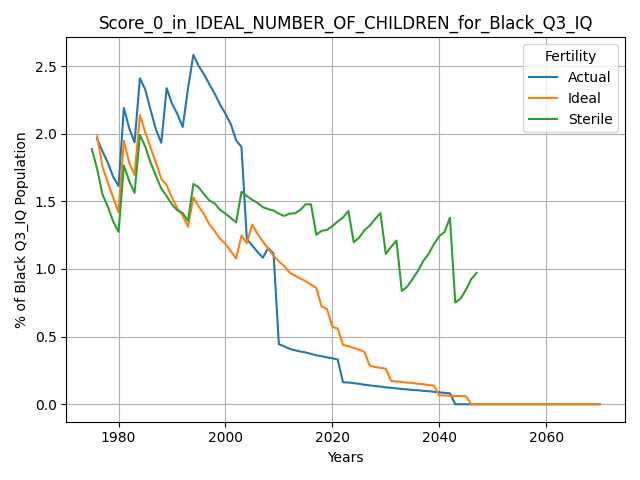 Score_0_in_IDEAL_NUMBER_OF_CHILDREN_for_Black_Q3_IQ
Fertility
Actual
Ideal
Sterile
% of Black Q3_IQ Population
2.5
2.0
1.5
1.0
0.5
0.0
1980 2000 2020 2040 2060
Years